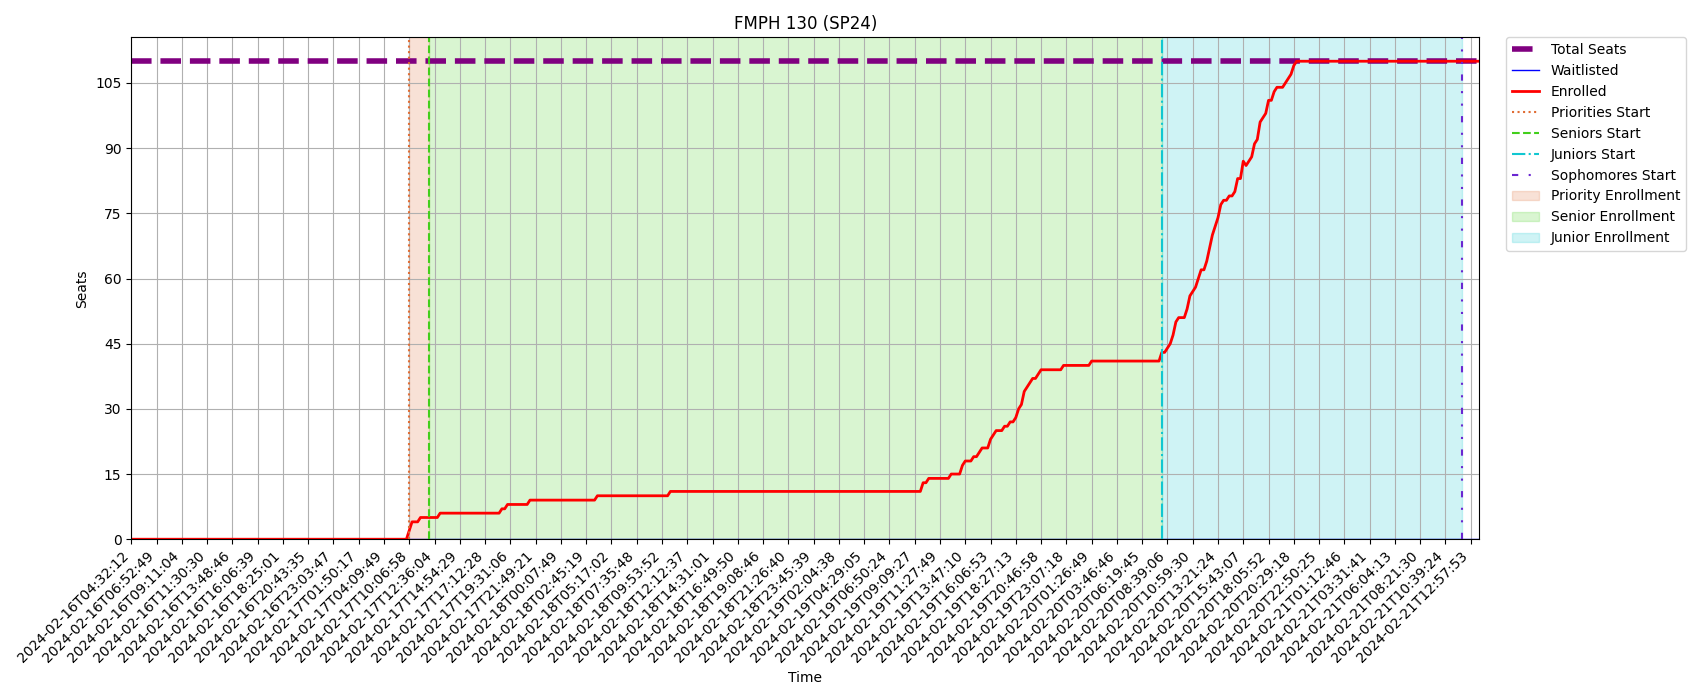 FMPH 130 (SP24)
Total Seats
Waitlisted
Enrolled
Priorities Start
Seniors Start
Juniors Start
Sophomores Start
Priority Enrollment
Senior Enrollment
Junior Enrollment
Seats
105
90
75
60
45
30
15
0
2024-02-16T04:32:12
2024-02-16T06:52:49
2024-02-16T09:11:04
2024-02-16T11:30:30
2024-02-16T13:48:46
2024-02-16T16:06:39
2024-02-16T18:25:01
2024-02-16T20:43:35
2024-02-16T23:03:47
2024-02-17T01:50:17
2024-02-17T04:09:49
2024-02-17T10:06:58
2024-02-17T12:36:04
2024-02-17T14:54:29
2024-02-17T17:12:28
2024-02-17T19:31:06
2024-02-17T21:49:21
2024-02-18T00:07:49
2024-02-18T02:45:19
2024-02-18T05:17:02
2024-02-18T07:35:48
2024-02-18T09:53:52
2024-02-18T12:12:37
2024-02-18T14:31:01
2024-02-18T16:49:50
2024-02-18T19:08:46
2024-02-18T21:26:40
2024-02-18T23:45:39
2024-02-19T02:04:38
2024-02-19T04:29:05
2024-02-19T06:50:24
2024-02-19T09:09:27
2024-02-19T11:27:49
2024-02-19T13:47:10
2024-02-19T16:06:53
2024-02-19T18:27:13
2024-02-19T20:46:58
2024-02-19T23:07:18
2024-02-20T01:26:49
2024-02-20T03:46:46
2024-02-20T06:19:45
2024-02-20T08:39:06
2024-02-20T10:59:30
2024-02-20T13:21:24
2024-02-20T15:43:07
2024-02-20T18:05:52
2024-02-20T20:29:18
2024-02-20T22:50:25
2024-02-21T01:12:46
2024-02-21T03:31:41
2024-02-21T06:04:13
2024-02-21T08:21:30
2024-02-21T10:39:24
2024-02-21T12:57:53
Time